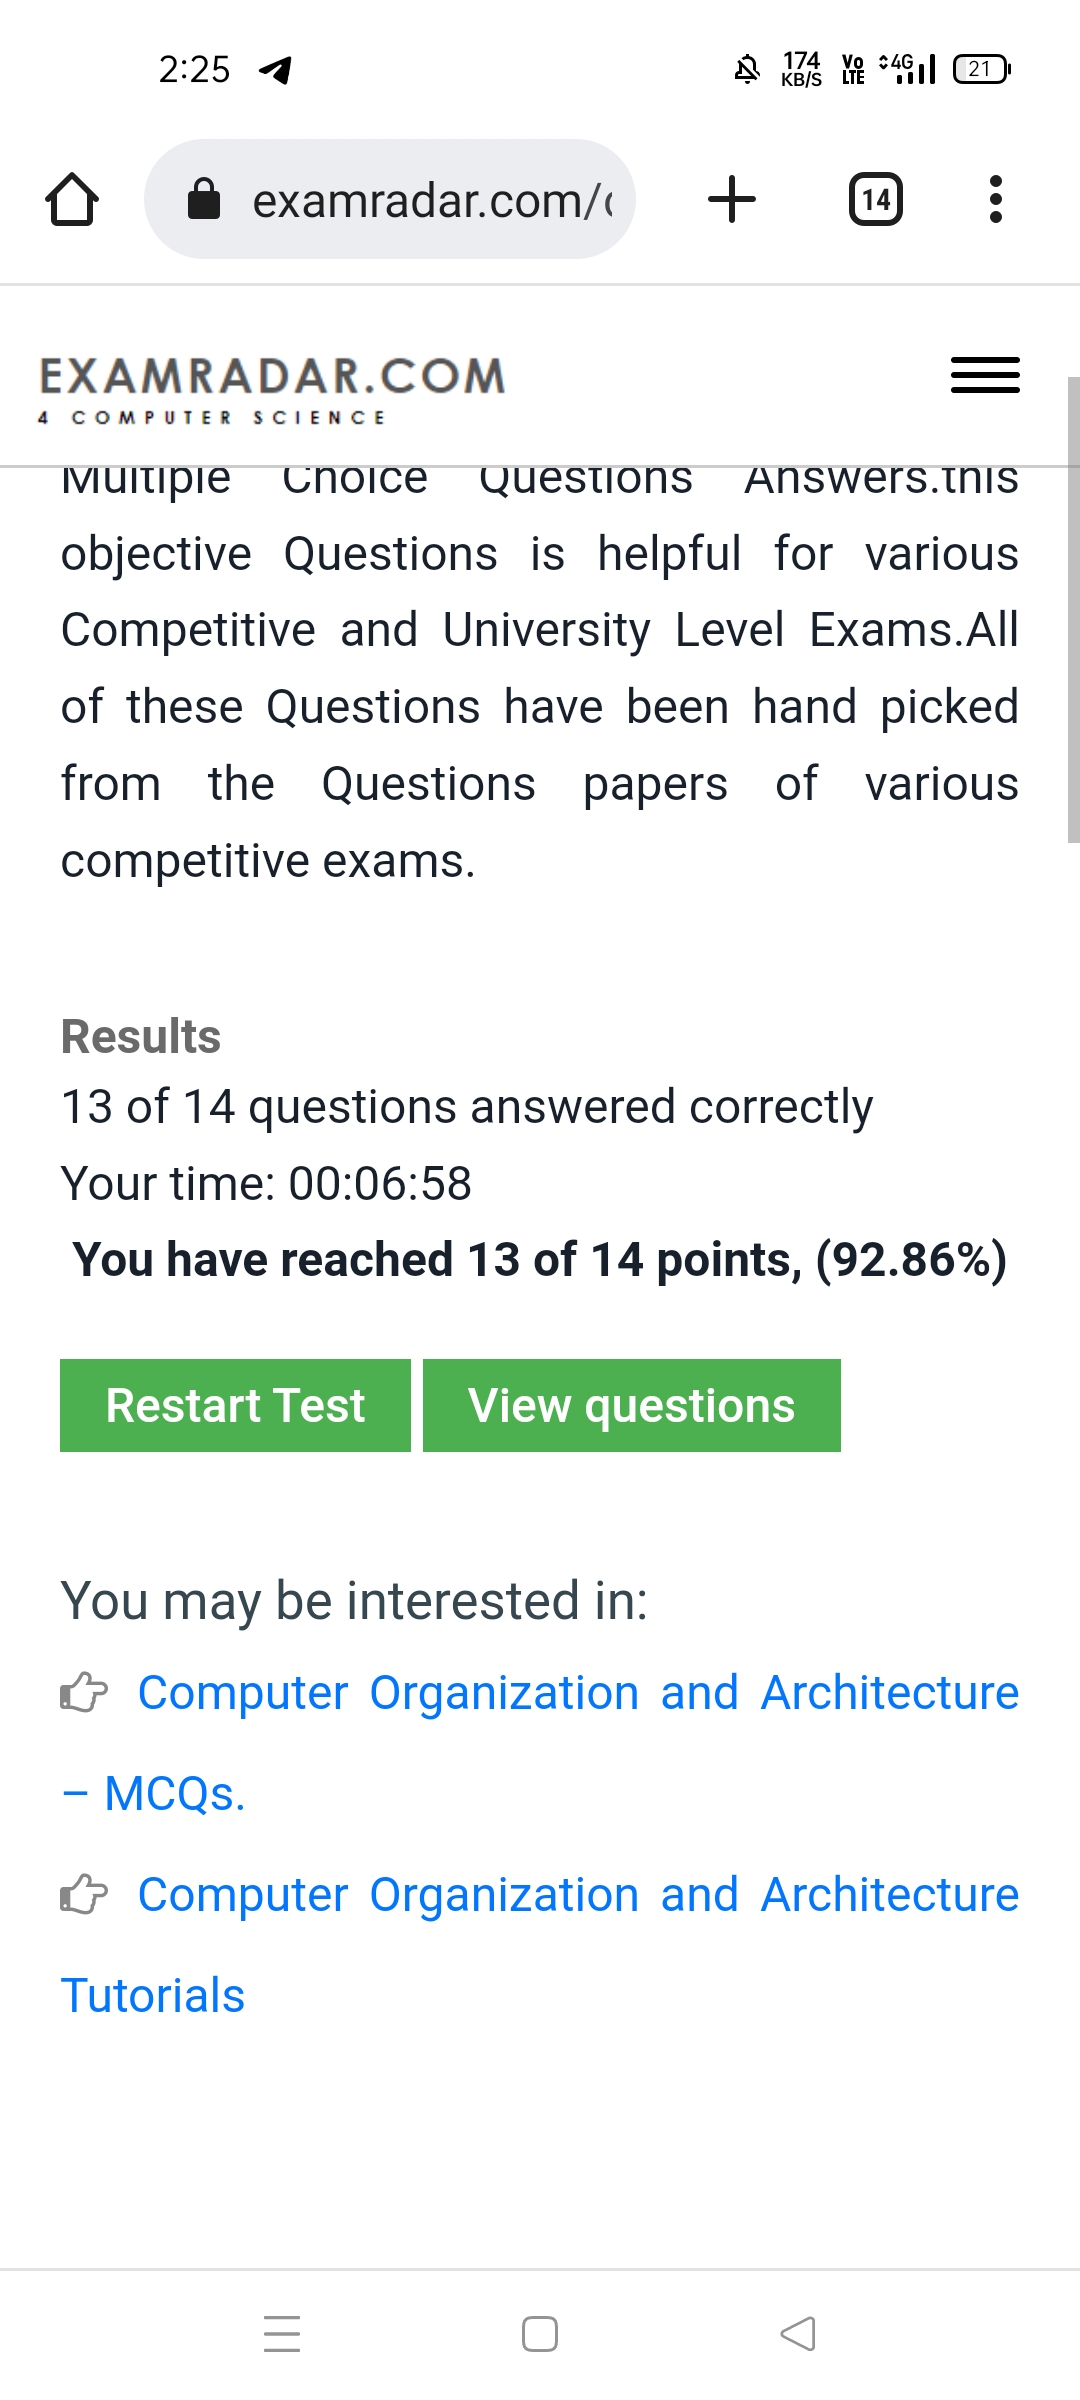 2:25
174
KB/S
Vo
LTE
4G
21
examradar.com/
14
EXAMRADAR.COM
4 COMPUTER SCIENCE
Multiple Choice Questions Answers.this
objective Questions is helpful for various
Competitive and University Level Exams.All
of these Questions have been hand picked
from the Questions papers of various
competitive exams.
Results
13 of 14 questions answered correctly
Your time: 00:06:58
You have reached 13 of 14 points, (92.86%)
Restart Test
View questions
You may be interested in:
Computer Organization and Architecture
– MCQs.
Computer Organization and Architecture
Tutorials